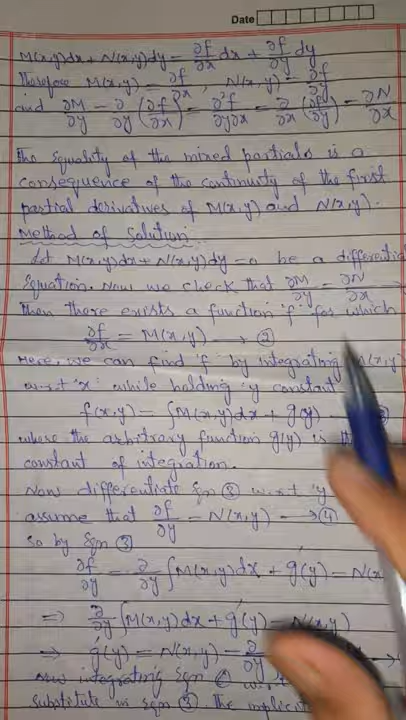 Date
M(x,y)dx + N(x,y)dy = ∂f/∂x dx + ∂f/∂y dy
Therefore M(x,y) = ∂f/∂x, N(x,y) = ∂f/∂y
and ∂M/∂y = ∂/∂y (∂f/∂x) = ∂²f/∂y∂x = ∂/∂x (∂f/∂y) = ∂N/∂x
The equality of the mixed partials is a
consequence of the continuity of the first
partial derivatives of M(x,y) and N(x,y).
Method of Solution
Let M(x,y)dx + N(x,y)dy = 0 be a differential
Equation. Now we check that ∂M/∂y = ∂N/∂x
Then there exists a function 'f' for which
∂f/∂x = M(x,y) → ②
Here, we can find 'f' by integrating M(x,y)
w.r.t 'x' while holding y constant
f(x,y) = ∫M(x,y)dx + g(y)
where the arbitrary function g(y) is
constant of integration.
Now differentiate Eqn ③ w.r.t 'y'
assume that ∂f/∂y = N(x,y) → (4)
So by Eqn ③
∂f/∂y = ∂/∂y ∫M(x,y)dx + g'(y) = N(x
⇒ ∂/∂y ∫M(x,y)dx + g'(y) = N(x,y)
⇒ g'(y) = N(x,y) - ∂/∂y
Now integrating Eqn
substitute in Eqn ③. The implicit